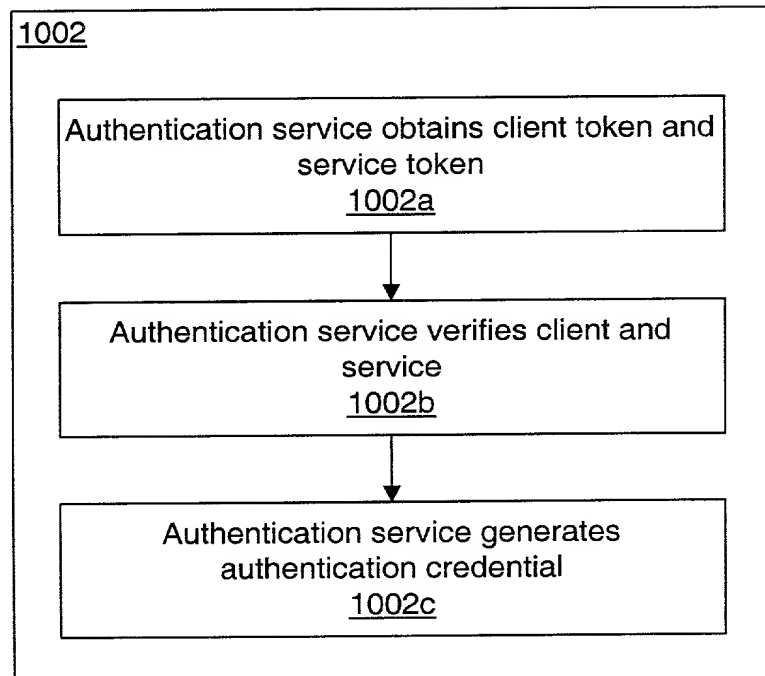 1002
Authentication service obtains client token and
service token
1002a
Authentication service verifies client and
service
1002b
Authentication service generates
authentication credential
1002c